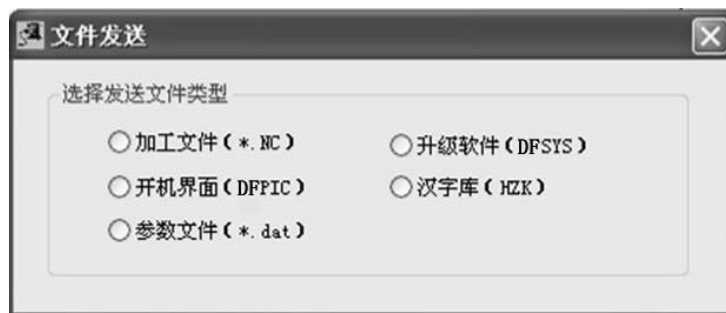 文件发送
选择发送文件类型
加工文件(*.NC)
升级软件(DFSYS)
开机界面(DFPIC)
汉字库(HZK)
参数文件(*.dat)